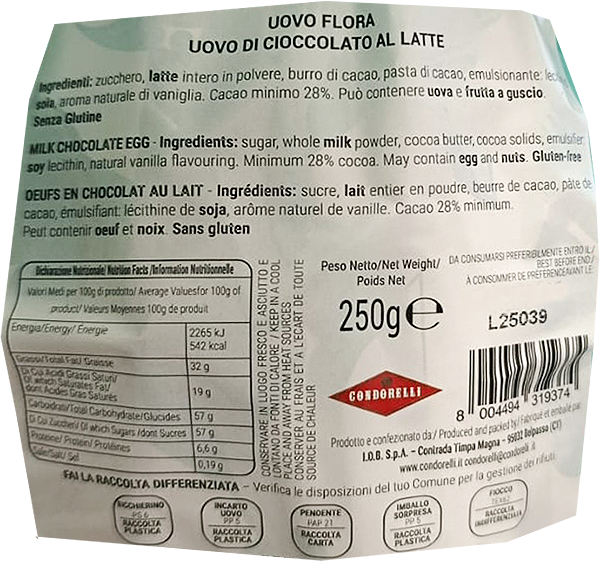 UOVO FLORA
UOVO DI CIOCCOLATO AL LATTE
Ingredienti: zucchero, latte intero in polvere, burro di cacao, pasta di cacao, emulsionante:
soia, aroma naturale di vaniglia. Cacao minimo 28%. Può contenere uova e frutta a guscio.
Senza Glutine
MILK CHOCOLATE EGG - Ingredients: sugar, whole milk powder, cocoa butter, cocoa solids, emulsifier
soy lecithin, natural vanilla flavouring. Minimum 28% cocoa. May contain egg and nuts. Gluten-free
OEUFS EN CHOCOLAT AU LAIT - Ingrédients: sucre, lait entier en poudre, beurre de cacao, pâte de
cacao, émulsifiant: lécithine de soja, arôme naturel de vanille. Cacao 28% minimum.
Peut contenir oeuf et noix. Sans gluten
Dichiarazione Nutrizionale/ Nutrition Facts /Information Nutritionnelle
Valori Medi per 100g di prodotto/ Average Valuesfor 100g of
product/ Valeurs Moyennes 100g de produit
Energia/Energy/ Energie
2265 kJ
542 kcal
Grassi/Total Fat/ Graisse
32 g
Di Cui Acidi Grassi Saturi/
Of which Saturates Fat/
dont Acides Gras Saturés
19 g
Carboidrati/Total Carbohydrate/Glucides
57 g
Di Cui Zuccheri/ Of which Sugars /dont Sucres
57 g
Proteine/ Protein/ Protéines
6,6 g
Sale/Salt/ Sel
0,19 g
CONSERVARE IN LUOGO FRESCO E ASCIUTTO E
LONTANO DA FONTI DI CALORE / KEEP IN A COOL
PLACE AND AWAY FROM HEAT SOURCES
CONSERVER AU FRAIS ET A L'ECART DE TOUTE
SOURCE DE CHALEUR
Peso Netto/Net Weight/
Poids Net
250g e
DA CONSUMARSI PREFERIBILMENTE ENTRO IL/
BEST BEFORE END/
À CONSOMMER DE PREFERENCE AVANT LE:
L25039
CONDORELLI
8 004494 319374
Prodotto e confezionato da/ Produced and packed by/ Fabriqué et emballé par
I.D.B. S.p.A. - Contrada Timpa Magna - 95032 Belpasso (CT)
www.condorelli.it condorelli@condorelli.it
FAI LA RACCOLTA DIFFERENZIATA - Verifica le disposizioni del tuo Comune per la gestione dei rifiuti.
BICCHIERINO
PS 6
RACCOLTA
PLASTICA
INCARTO
UOVO
PP 5
RACCOLTA
PLASTICA
PENDENTE
PAP 21
RACCOLTA
CARTA
IMBALLO
SORPRESA
PP 5
RACCOLTA
PLASTICA
FIOCCO
TEX62
RACCOLTA
INDIFFERENZIATA